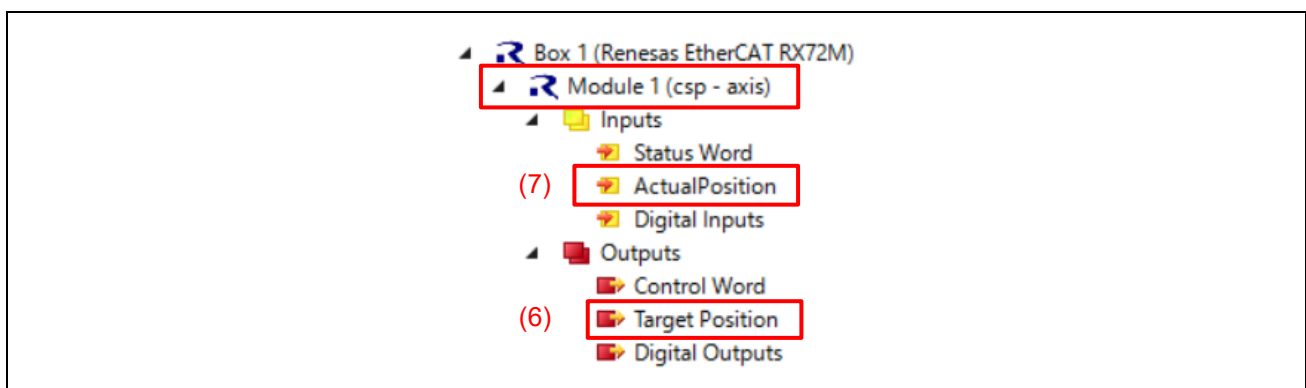 Box 1 (Renesas EtherCAT RX72M)
Module 1 (csp - axis)
Inputs
Status Word
(7) ActualPosition
Digital Inputs
Outputs
Control Word
(6) Target Position
Digital Outputs